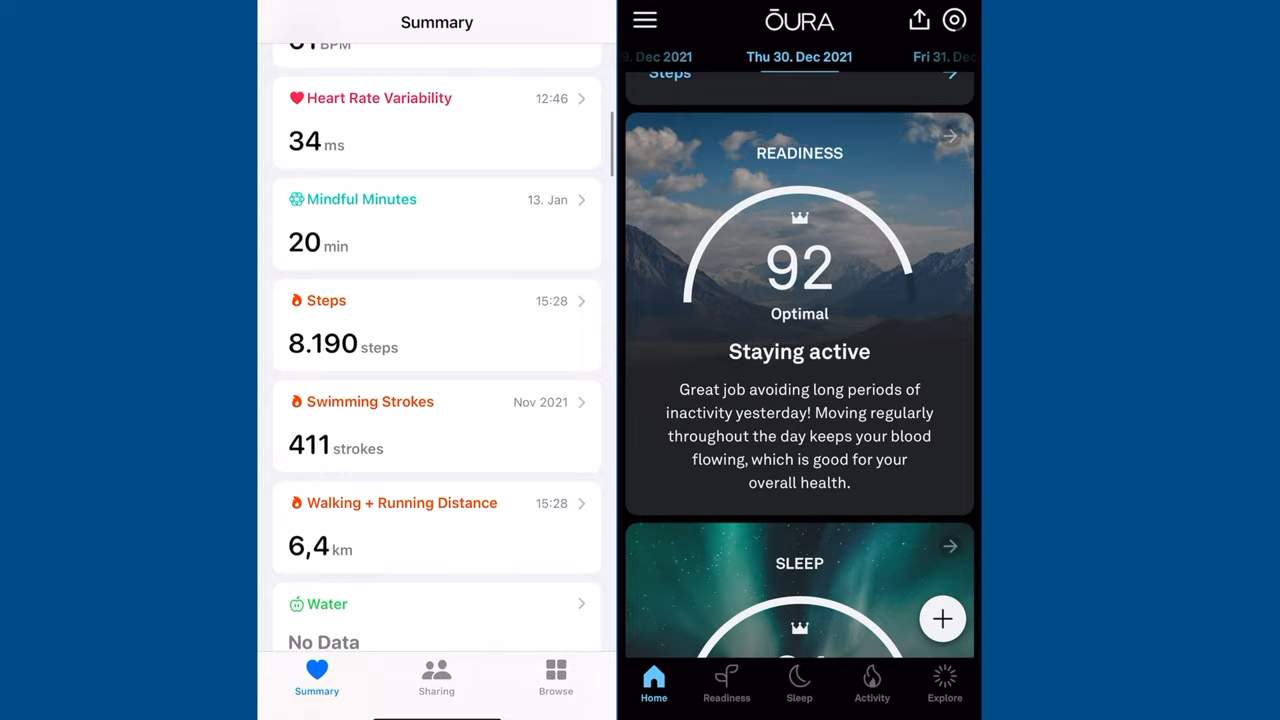 Summary
BPM
Heart Rate Variability 12:46
34 ms
Mindful Minutes 13. Jan
20 min
Steps 15:28
8.190 steps
Swimming Strokes Nov 2021
411 strokes
Walking + Running Distance 15:28
6,4 km
Water
No Data
Summary Sharing Browse
ŌURA
. Dec 2021 Thu 30. Dec 2021 Fri 31. Dec
Steps
READINESS
92
Optimal
Staying active
Great job avoiding long periods of
inactivity yesterday! Moving regularly
throughout the day keeps your blood
flowing, which is good for your
overall health.
SLEEP
Home Readiness Sleep Activity Explore